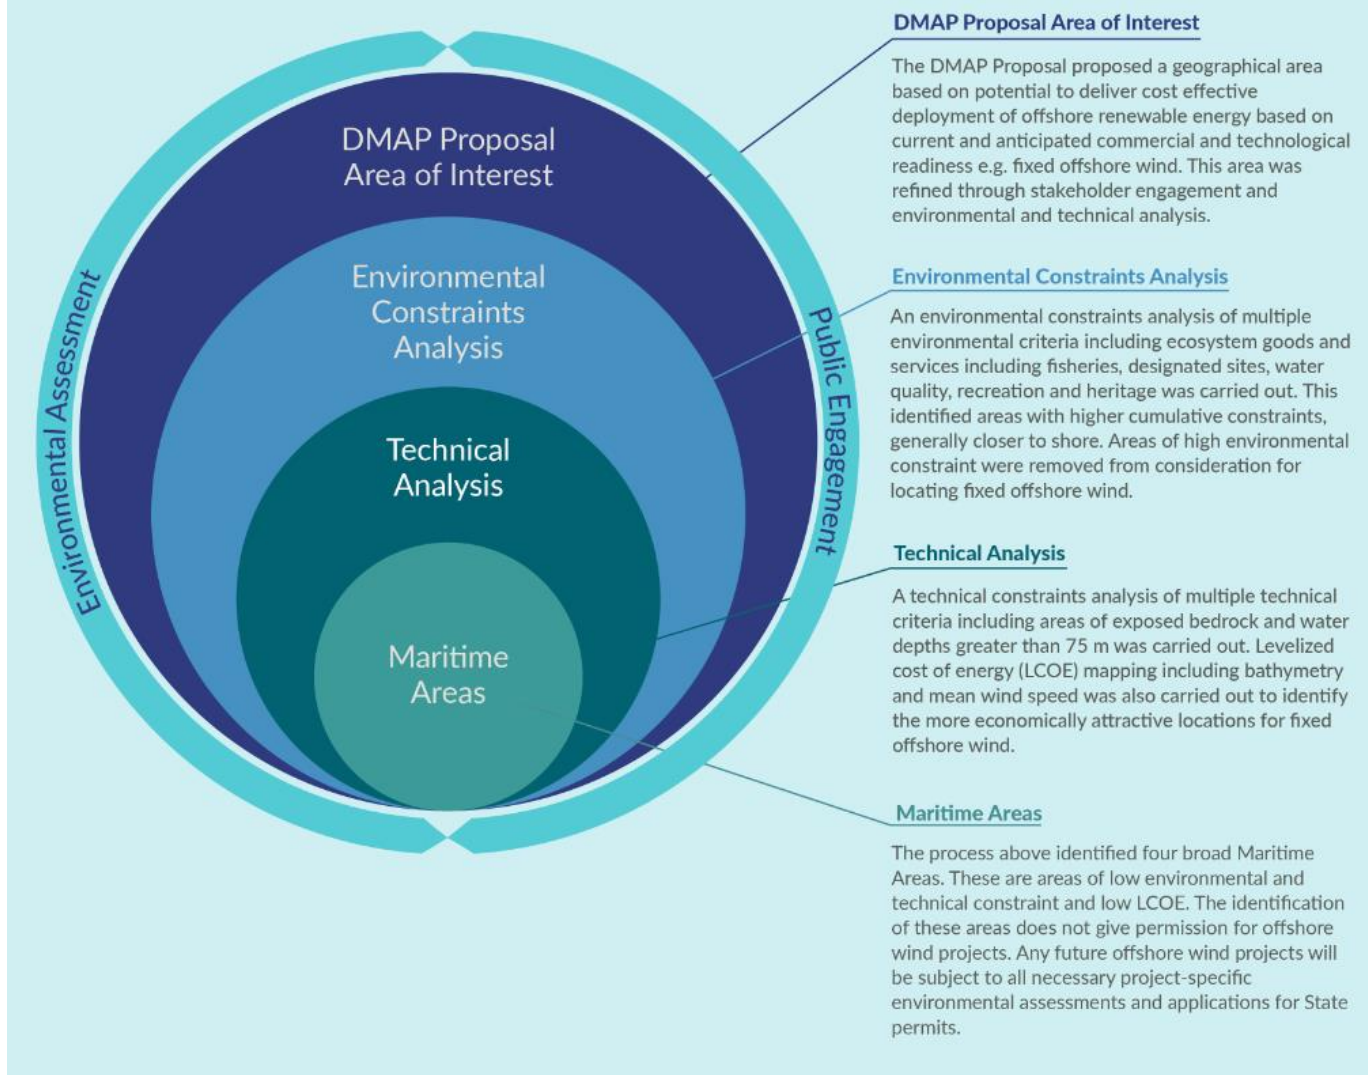 DMAP Proposal
Area of Interest
Environmental
Constraints
Analysis
Technical
Analysis
Maritime
Areas
Environmental Assessment
Public Engagement
DMAP Proposal Area of Interest
The DMAP Proposal proposed a geographical area
based on potential to deliver cost effective
deployment of offshore renewable energy based on
current and anticipated commercial and technological
readiness e.g. fixed offshore wind. This area was
refined through stakeholder engagement and
environmental and technical analysis.
Environmental Constraints Analysis
An environmental constraints analysis of multiple
environmental criteria including ecosystem goods and
services including fisheries, designated sites, water
quality, recreation and heritage was carried out. This
identified areas with higher cumulative constraints,
generally closer to shore. Areas of high environmental
constraint were removed from consideration for
locating fixed offshore wind.
Technical Analysis
A technical constraints analysis of multiple technical
criteria including areas of exposed bedrock and water
depths greater than 75 m was carried out. Levelized
cost of energy (LCOE) mapping including bathymetry
and mean wind speed was also carried out to identify
the more economically attractive locations for fixed
offshore wind.
Maritime Areas
The process above identified four broad Maritime
Areas. These are areas of low environmental and
technical constraint and low LCOE. The identification
of these areas does not give permission for offshore
wind projects. Any future offshore wind projects will
be subject to all necessary project-specific
environmental assessments and applications for State
permits.